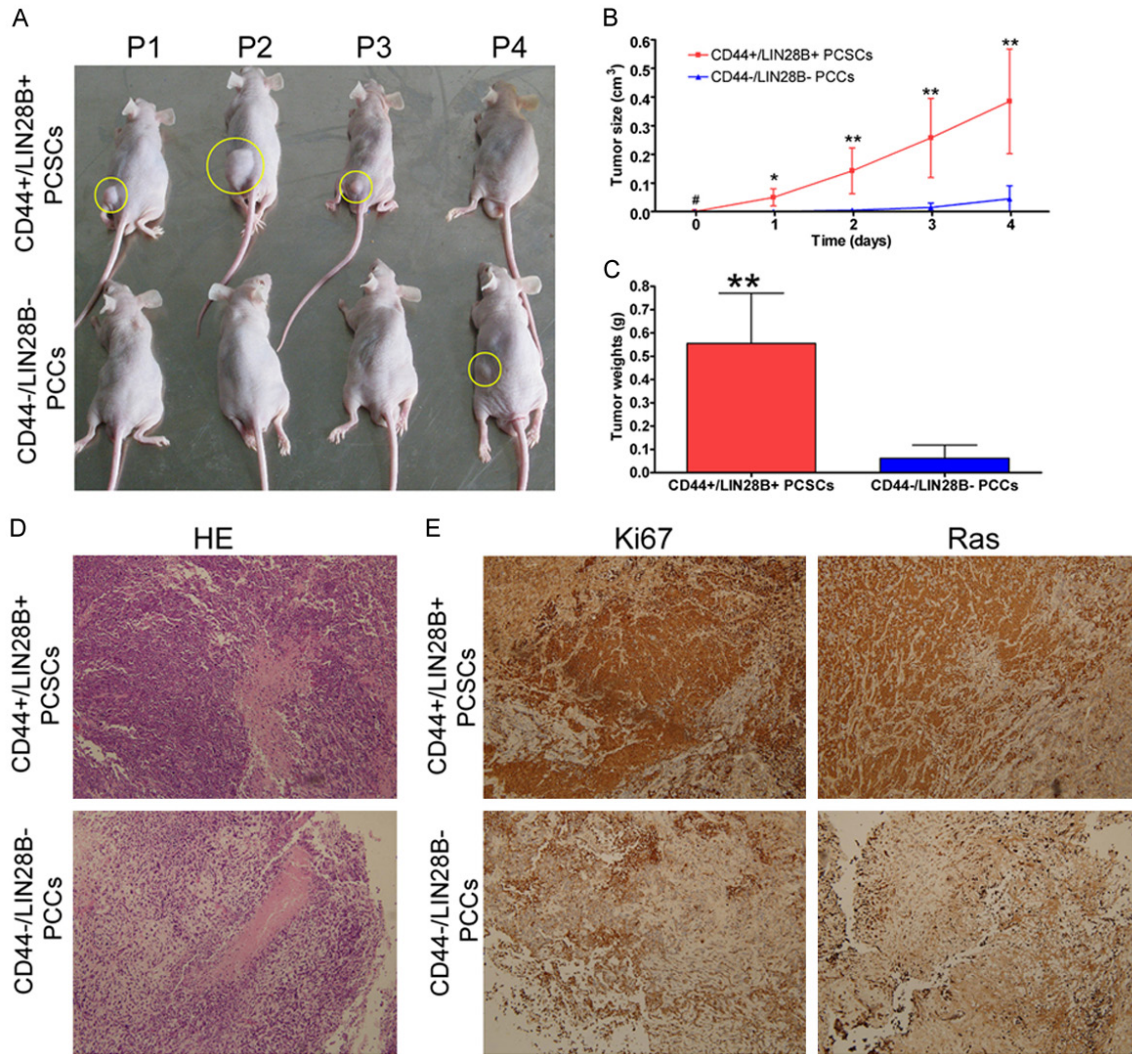 A
P1 P2 P3 P4
CD44+/LIN28B+
PCSCs
CD44-/LIN28B-
PCCs
B
CD44+/LIN28B+ PCSCs
CD44-/LIN28B- PCCs
Tumor size (cm³)
0.6
0.4
0.3
0.1
0.0
# * ** ** **
0 1 2 3 4
Time (days)
C
**
Tumor weights (g)
0.8
0.7
0.6
0.5
0.4
0.3
0.2
0.1
0.0
CD44+/LIN28B+ PCSCs CD44-/LIN28B- PCCs
D
HE
CD44+/LIN28B+
PCSCs
CD44-/LIN28B-
PCCs
E
Ki67 Ras
CD44+/LIN28B+
PCSCs
CD44-/LIN28B-
PCCs